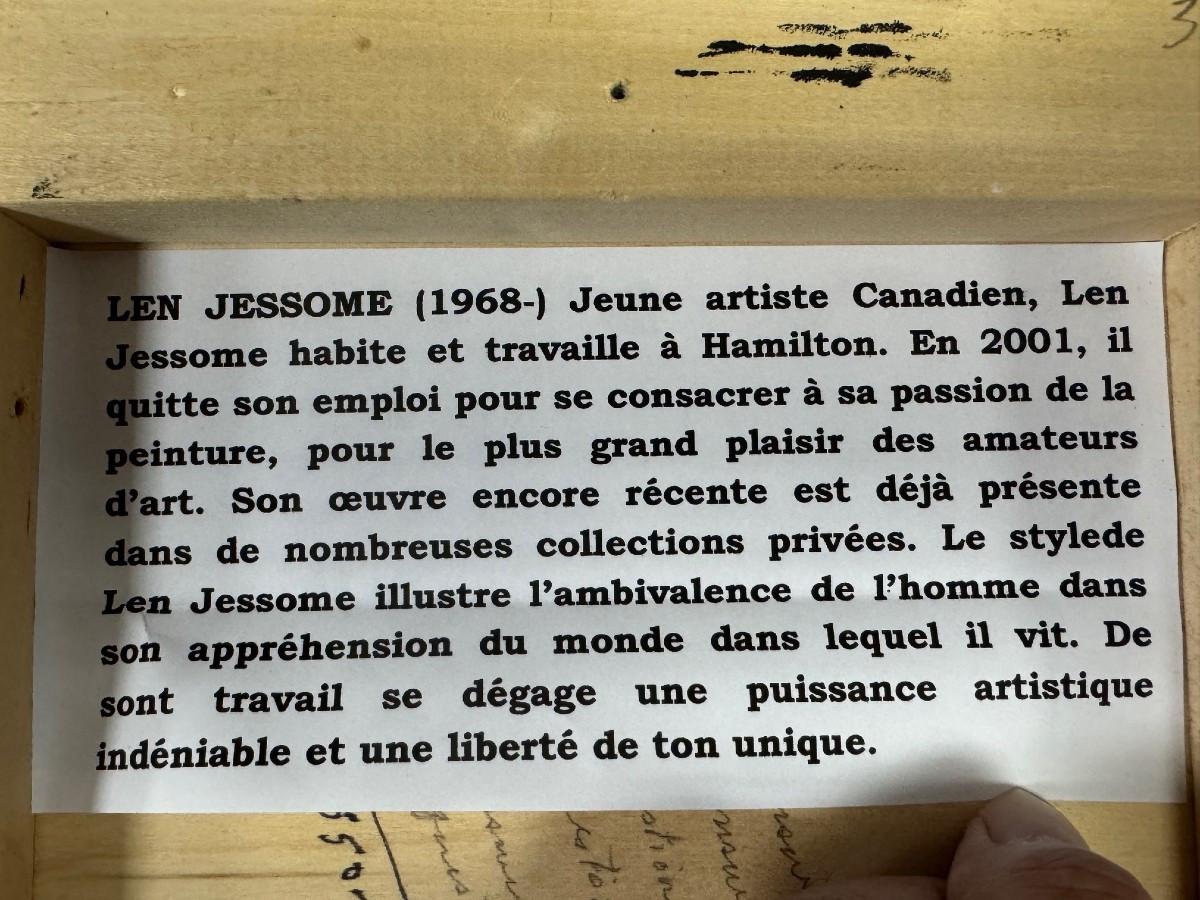 3
LEN JESSOME (1968-) Jeune artiste Canadien, Len
Jessome habite et travaille à Hamilton. En 2001, il
quitte son emploi pour se consacrer à sa passion de la
peinture, pour le plus grand plaisir des amateurs
d’art. Son œuvre encore récente est déjà présente
dans de nombreuses collections privées. Le stylede
Len Jessome illustre l’ambivalence de l’homme dans
son appréhension du monde dans lequel il vit. De
sont travail se dégage une puissance artistique
indéniable et une liberté de ton unique.